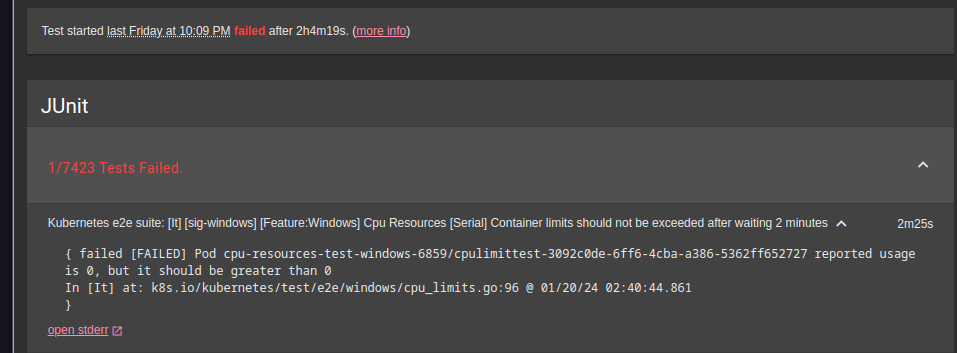 Test started last Friday at 10:09 PM failed after 2h4m19s. (more info)
JUnit
1/7423 Tests Failed.
Kubernetes e2e suite: [It] [sig-windows] [Feature:Windows] Cpu Resources [Serial] Container limits should not be exceeded after waiting 2 minutes 2m25s
{ failed [FAILED] Pod cpu-resources-test-windows-6859/cpulimittest-3092c0de-6ff6-4cba-a386-5362ff652727 reported usage
is 0, but it should be greater than 0
In [It] at: k8s.io/kubernetes/test/e2e/windows/cpu_limits.go:96 @ 01/20/24 02:40:44.861
}
open stderr